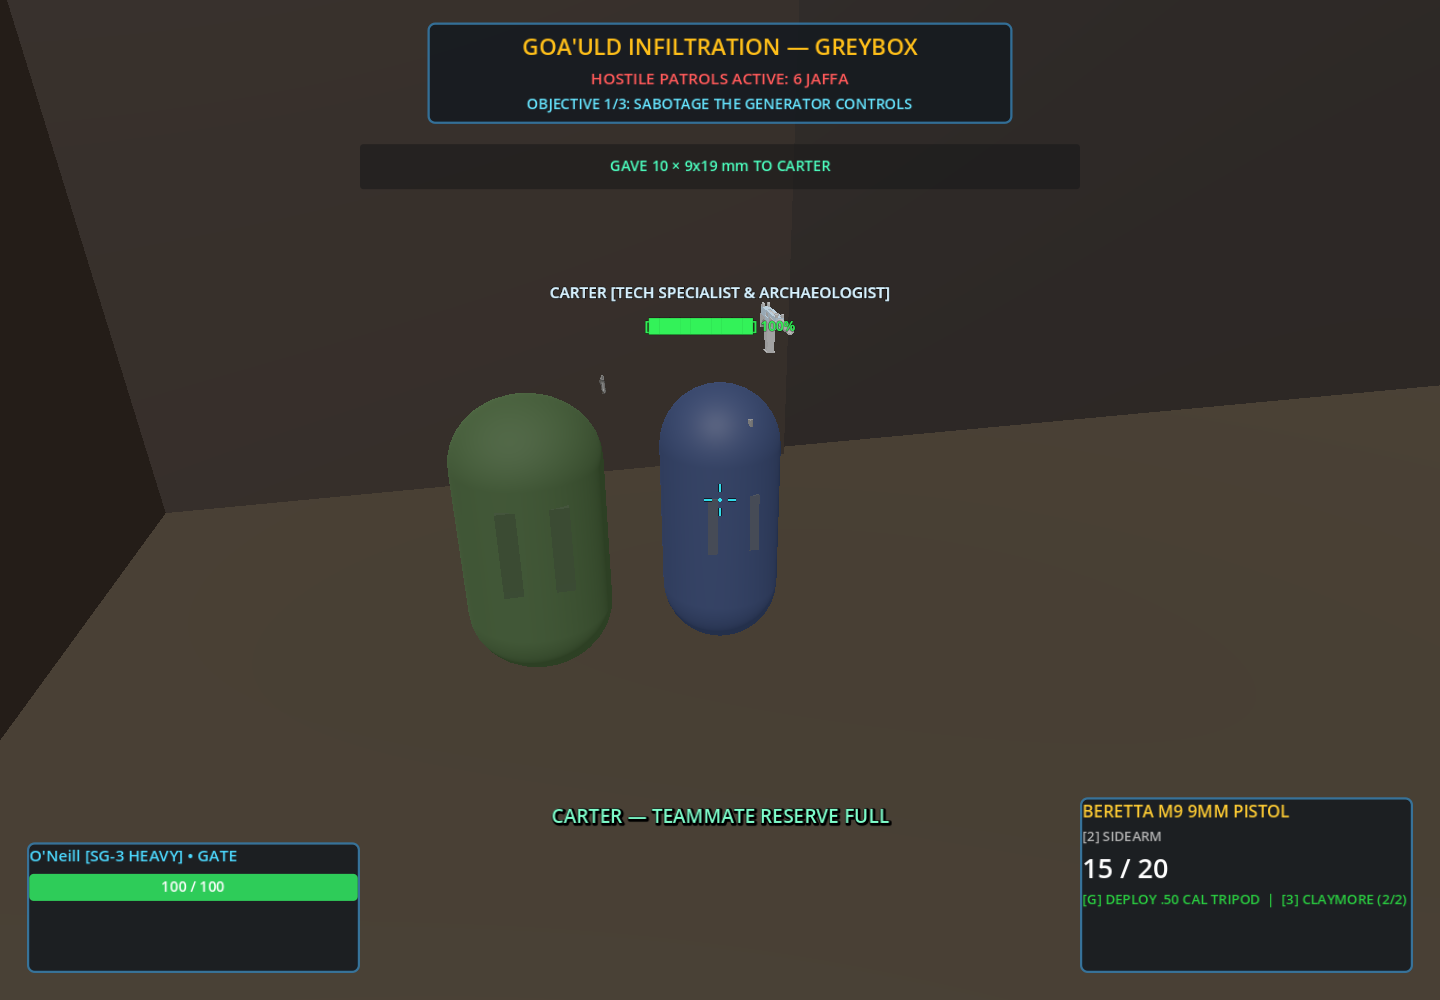 GOA'ULD INFILTRATION — GREYBOX
HOSTILE PATROLS ACTIVE: 6 JAFFA
OBJECTIVE 1/3: SABOTAGE THE GENERATOR CONTROLS
GAVE 10 × 9x19 mm TO CARTER
CARTER [TECH SPECIALIST & ARCHAEOLOGIST]
100%
CARTER — TEAMMATE RESERVE FULL
O'Neill [SG-3 HEAVY] • GATE
100 / 100
BERETTA M9 9MM PISTOL
[2] SIDEARM
15 / 20
[G] DEPLOY .50 CAL TRIPOD | [3] CLAYMORE (2/2)